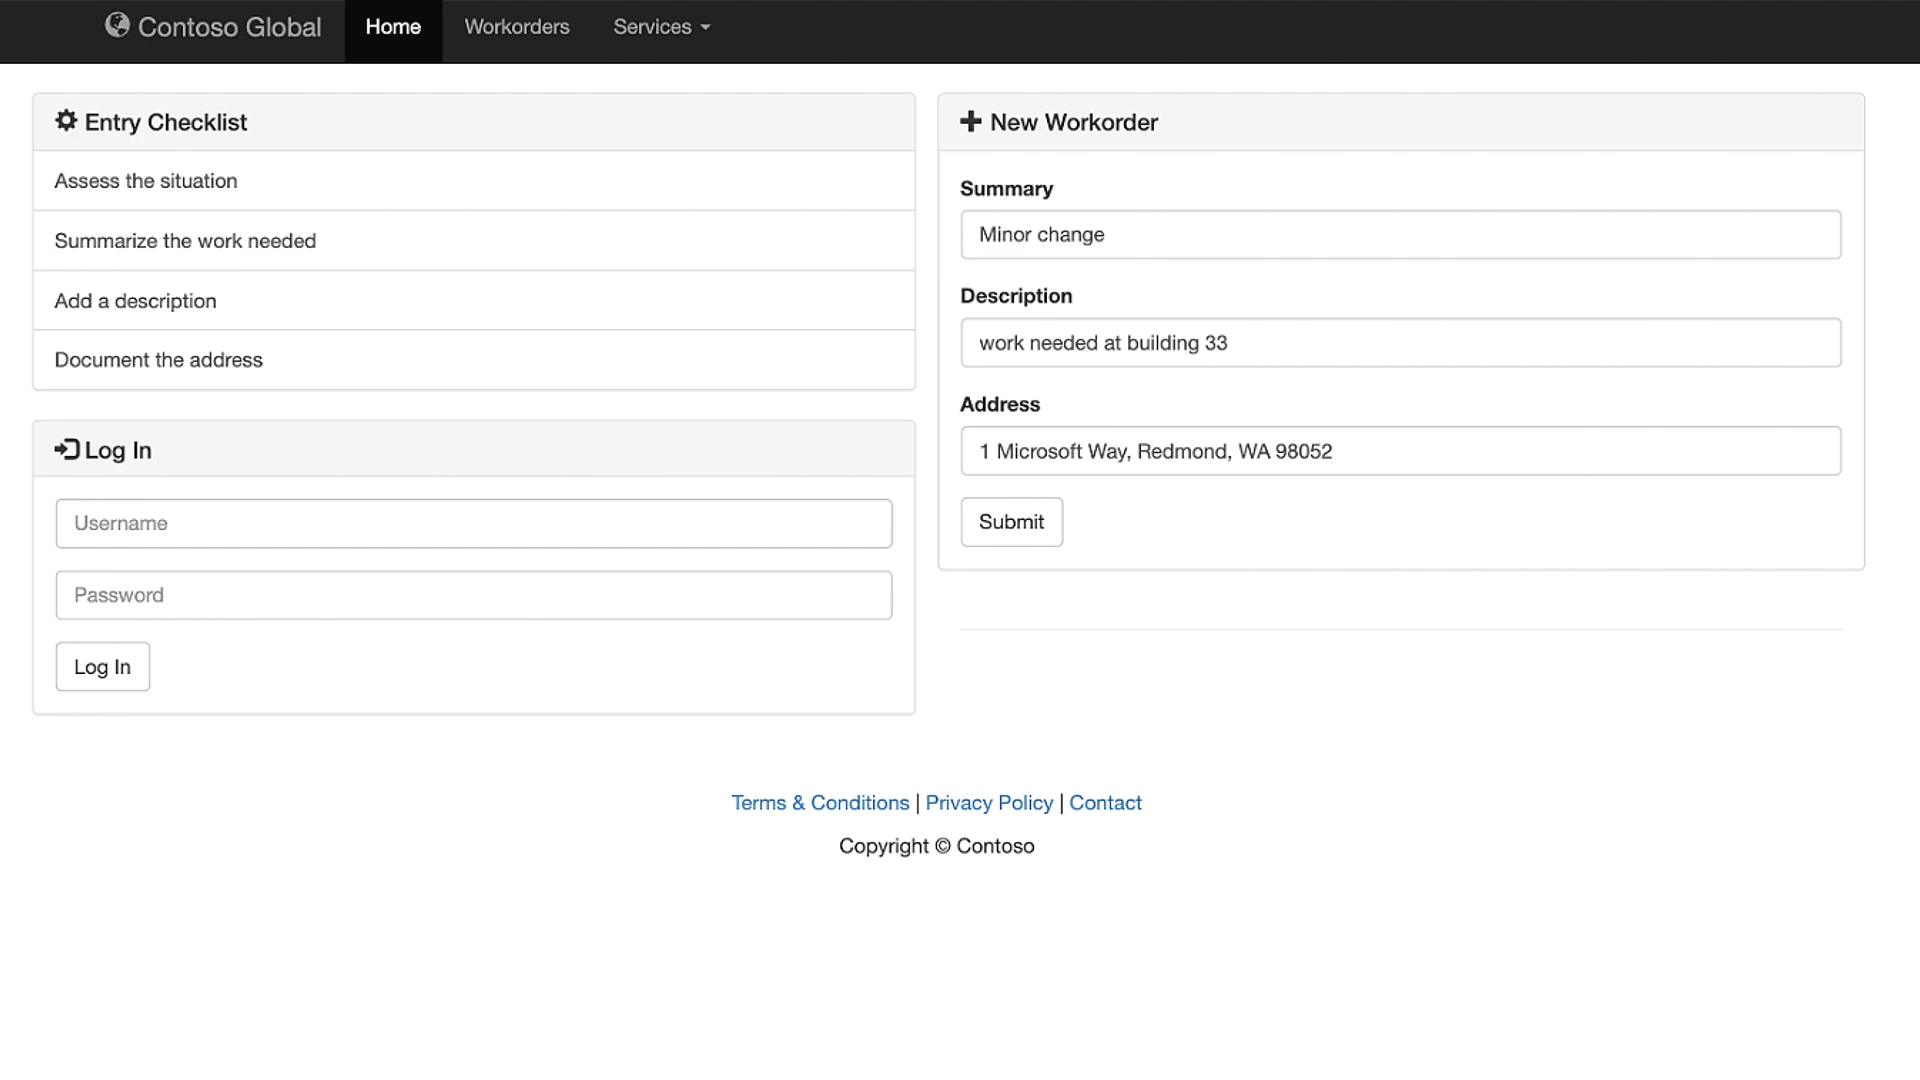 Contoso Global Home Workorders Services
Entry Checklist
Assess the situation
Summarize the work needed
Add a description
Document the address
Log In
Username
Password
Log In
New Workorder
Summary
Minor change
Description
work needed at building 33
Address
1 Microsoft Way, Redmond, WA 98052
Submit
Terms & Conditions | Privacy Policy | Contact
Copyright © Contoso